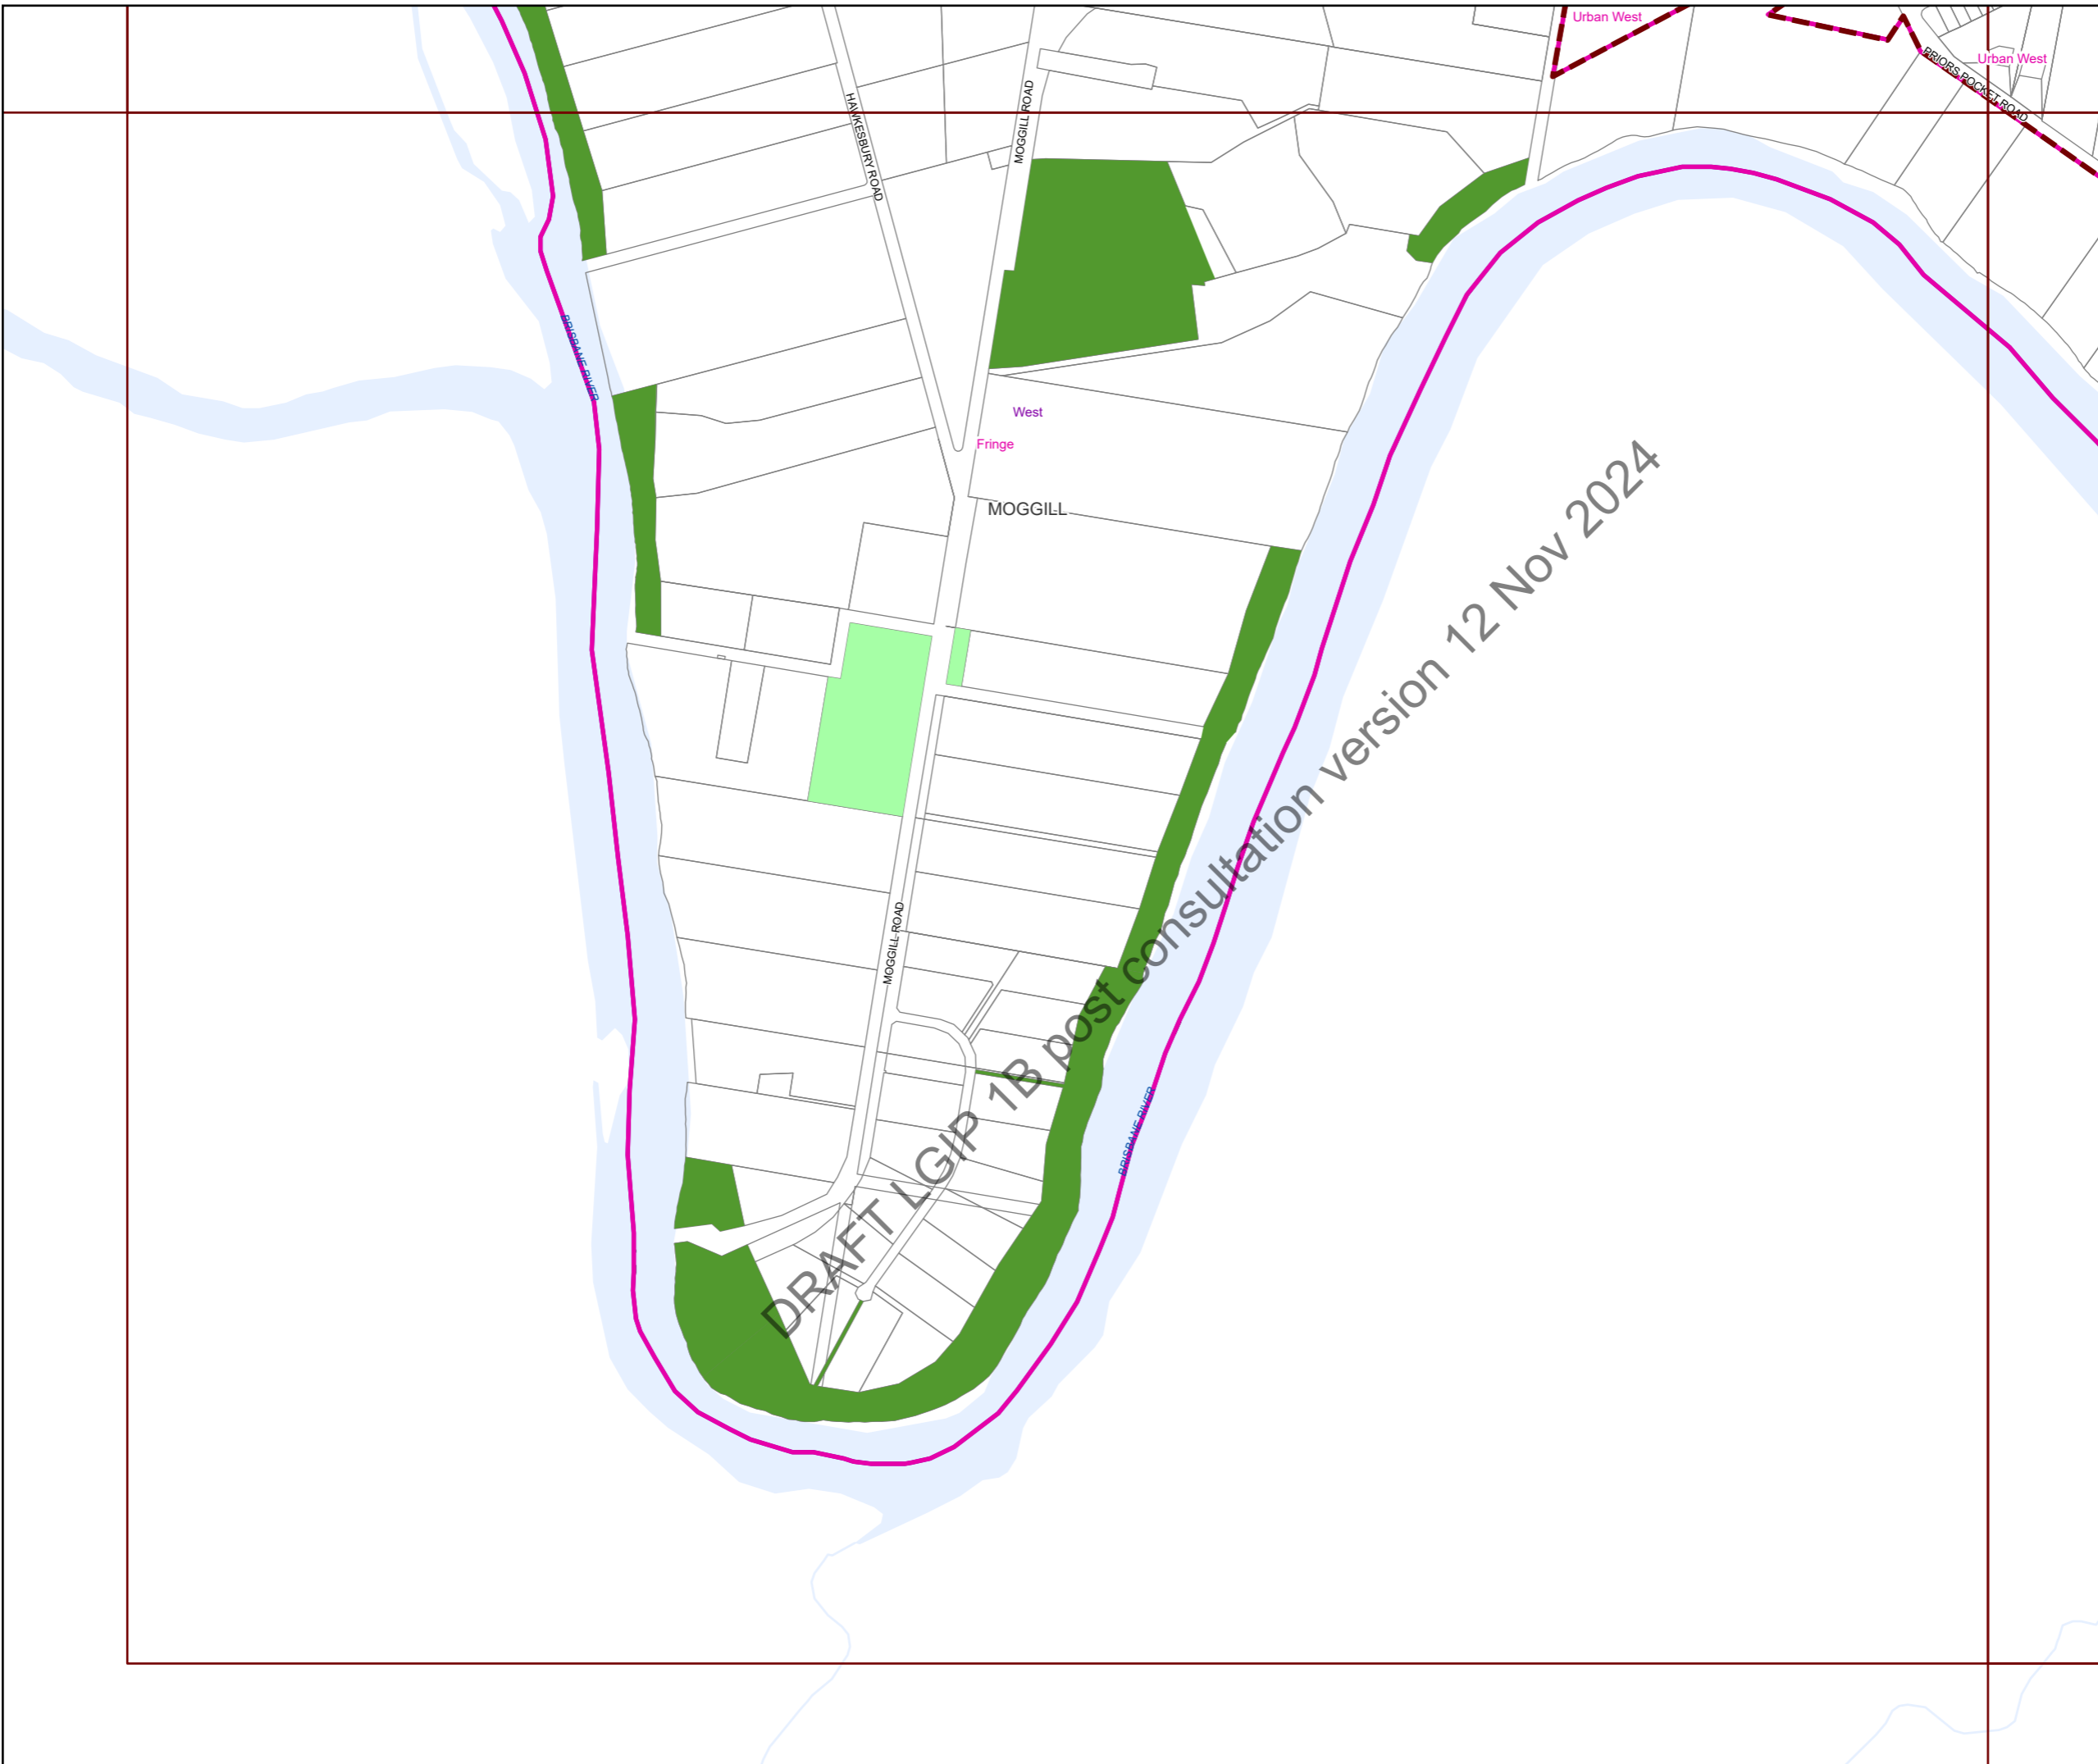 Urban West
Urban West
PRIORS POCKET ROAD
HAWKESBURY ROAD
MOGGILL ROAD
BRISBANE RIVER
West
Fringe
MOGGILL
DRAFT LGIP 1B post consultation version 12 Nov 2024
MOGGILL ROAD
BRISBANE RIVER